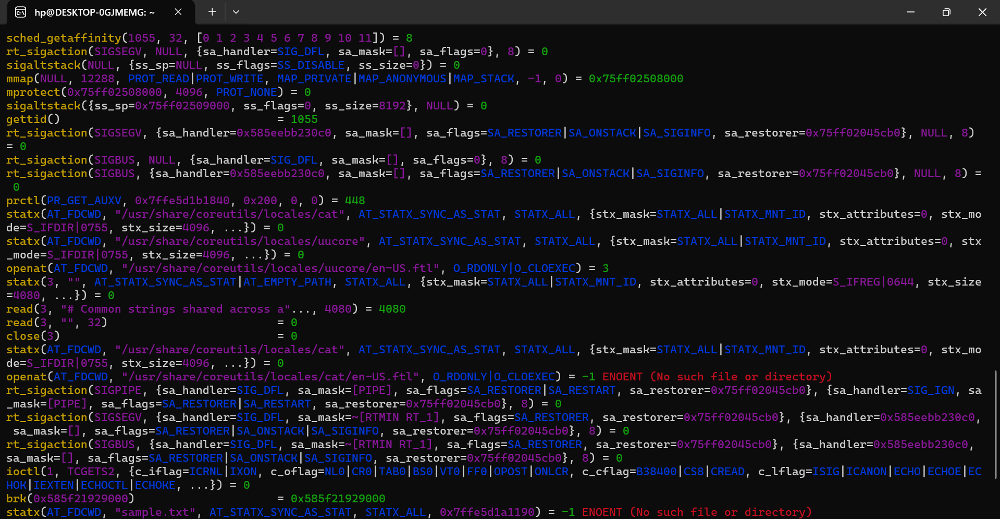 hp@DESKTOP-0GJMEMG: ~
sched_getaffinity(1055, 32, [0 1 2 3 4 5 6 7 8 9 10 11]) = 8
rt_sigaction(SIGSEGV, NULL, {sa_handler=SIG_DFL, sa_mask=[], sa_flags=0}, 8) = 0
sigaltstack(NULL, {ss_sp=NULL, ss_flags=SS_DISABLE, ss_size=0}) = 0
mmap(NULL, 12288, PROT_READ|PROT_WRITE, MAP_PRIVATE|MAP_ANONYMOUS|MAP_STACK, -1, 0) = 0x75ff02508000
mprotect(0x75ff02508000, 4096, PROT_NONE) = 0
sigaltstack({ss_sp=0x75ff02509000, ss_flags=0, ss_size=8192}, NULL) = 0
gettid()                                = 1055
rt_sigaction(SIGSEGV, {sa_handler=0x585eebb230c0, sa_mask=[], sa_flags=SA_RESTORER|SA_ONSTACK|SA_SIGINFO, sa_restorer=0x75ff02045cb0}, NULL, 8)
= 0
rt_sigaction(SIGBUS, NULL, {sa_handler=SIG_DFL, sa_mask=[], sa_flags=0}, 8) = 0
rt_sigaction(SIGBUS, {sa_handler=0x585eebb230c0, sa_mask=[], sa_flags=SA_RESTORER|SA_ONSTACK|SA_SIGINFO, sa_restorer=0x75ff02045cb0}, NULL, 8) =
 0
prctl(PR_GET_AUXV, 0x7ffe5d1b1840, 0x200, 0, 0) = 448
statx(AT_FDCWD, "/usr/share/coreutils/locales/cat", AT_STATX_SYNC_AS_STAT, STATX_ALL, {stx_mask=STATX_ALL|STATX_MNT_ID, stx_attributes=0, stx_mo
de=S_IFDIR|0755, stx_size=4096, ...}) = 0
statx(AT_FDCWD, "/usr/share/coreutils/locales/uucore", AT_STATX_SYNC_AS_STAT, STATX_ALL, {stx_mask=STATX_ALL|STATX_MNT_ID, stx_attributes=0, stx
_mode=S_IFDIR|0755, stx_size=4096, ...}) = 0
openat(AT_FDCWD, "/usr/share/coreutils/locales/uucore/en-US.ftl", O_RDONLY|O_CLOEXEC) = 3
statx(3, "", AT_STATX_SYNC_AS_STAT|AT_EMPTY_PATH, STATX_ALL, {stx_mask=STATX_ALL|STATX_MNT_ID, stx_attributes=0, stx_mode=S_IFREG|0644, stx_size
=4080, ...}) = 0
read(3, "# Common strings shared across a"..., 4080) = 4080
read(3, "", 32)                         = 0
close(3)                                = 0
statx(AT_FDCWD, "/usr/share/coreutils/locales/cat", AT_STATX_SYNC_AS_STAT, STATX_ALL, {stx_mask=STATX_ALL|STATX_MNT_ID, stx_attributes=0, stx_mo
de=S_IFDIR|0755, stx_size=4096, ...}) = 0
openat(AT_FDCWD, "/usr/share/coreutils/locales/cat/en-US.ftl", O_RDONLY|O_CLOEXEC) = -1 ENOENT (No such file or directory)
rt_sigaction(SIGPIPE, {sa_handler=SIG_DFL, sa_mask=[PIPE], sa_flags=SA_RESTORER|SA_RESTART, sa_restorer=0x75ff02045cb0}, {sa_handler=SIG_IGN, sa
_mask=[PIPE], sa_flags=SA_RESTORER|SA_RESTART, sa_restorer=0x75ff02045cb0}, 8) = 0
rt_sigaction(SIGSEGV, {sa_handler=SIG_DFL, sa_mask=~[RTMIN RT_1], sa_flags=SA_RESTORER, sa_restorer=0x75ff02045cb0}, {sa_handler=0x585eebb230c0,
 sa_mask=[], sa_flags=SA_RESTORER|SA_ONSTACK|SA_SIGINFO, sa_restorer=0x75ff02045cb0}, 8) = 0
rt_sigaction(SIGBUS, {sa_handler=SIG_DFL, sa_mask=~[RTMIN RT_1], sa_flags=SA_RESTORER, sa_restorer=0x75ff02045cb0}, {sa_handler=0x585eebb230c0,
sa_mask=[], sa_flags=SA_RESTORER|SA_ONSTACK|SA_SIGINFO, sa_restorer=0x75ff02045cb0}, 8) = 0
ioctl(1, TCGETS2, {c_iflag=ICRNL|IXON, c_oflag=NL0|CR0|TAB0|BS0|VT0|FF0|OPOST|ONLCR, c_cflag=B38400|CS8|CREAD, c_lflag=ISIG|ICANON|ECHO|ECHOE|EC
HOK|IEXTEN|ECHOCTL|ECHOKE, ...}) = 0
brk(0x585f21929000)                     = 0x585f21929000
statx(AT_FDCWD, "sample.txt", AT_STATX_SYNC_AS_STAT, STATX_ALL, 0x7ffe5d1a1190) = -1 ENOENT (No such file or directory)